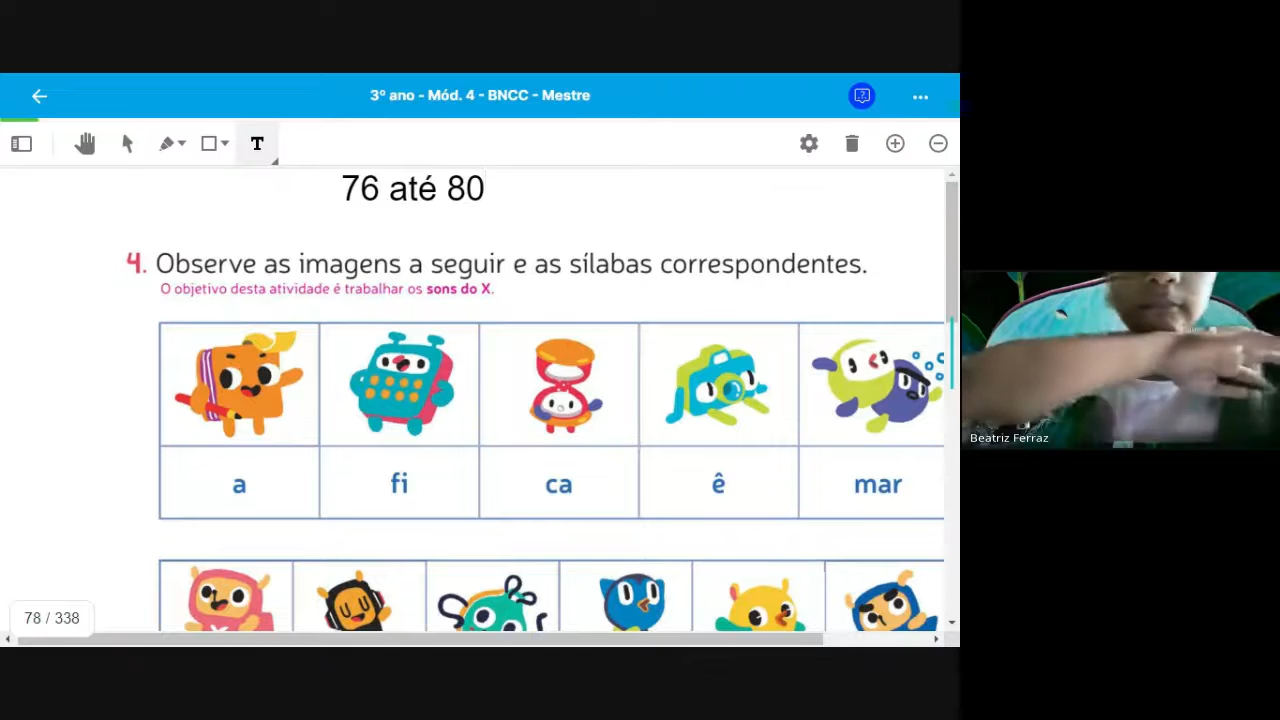 3º ano - Mód. 4 - BNCC - Mestre
T
76 até 80
4. Observe as imagens a seguir e as sílabas correspondentes.
O objetivo desta atividade é trabalhar os sons do X.
a fi ca ê mar
78 / 338
Beatriz Ferraz